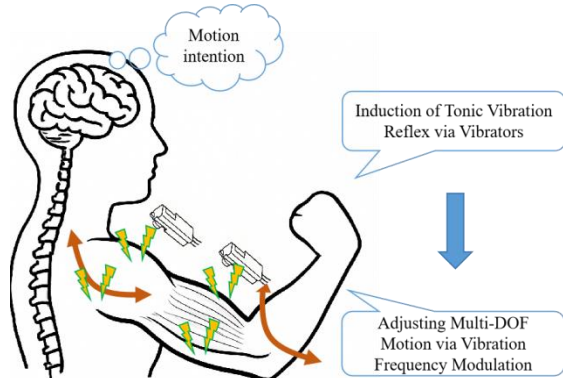 Motion
intention
Induction of Tonic Vibration
Reflex via Vibrators
Adjusting Multi-DOF
Motion via Vibration
Frequency Modulation